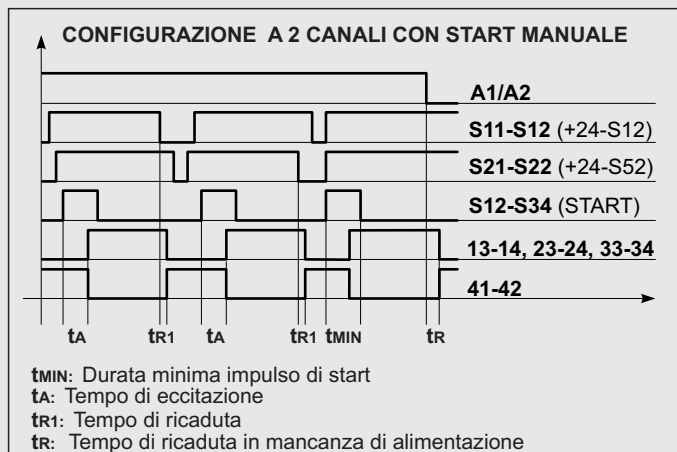 CONFIGURAZIONE A 2 CANALI CON START MANUALE
A1/A2
S11-S12 (+24-S12)
S21-S22 (+24-S52)
S12-S34 (START)
13-14, 23-24, 33-34
41-42
tA tR1 tA tR1 tMIN tR
tMIN: Durata minima impulso di start
tA: Tempo di eccitazione
tR1: Tempo di ricaduta
tR: Tempo di ricaduta in mancanza di alimentazione